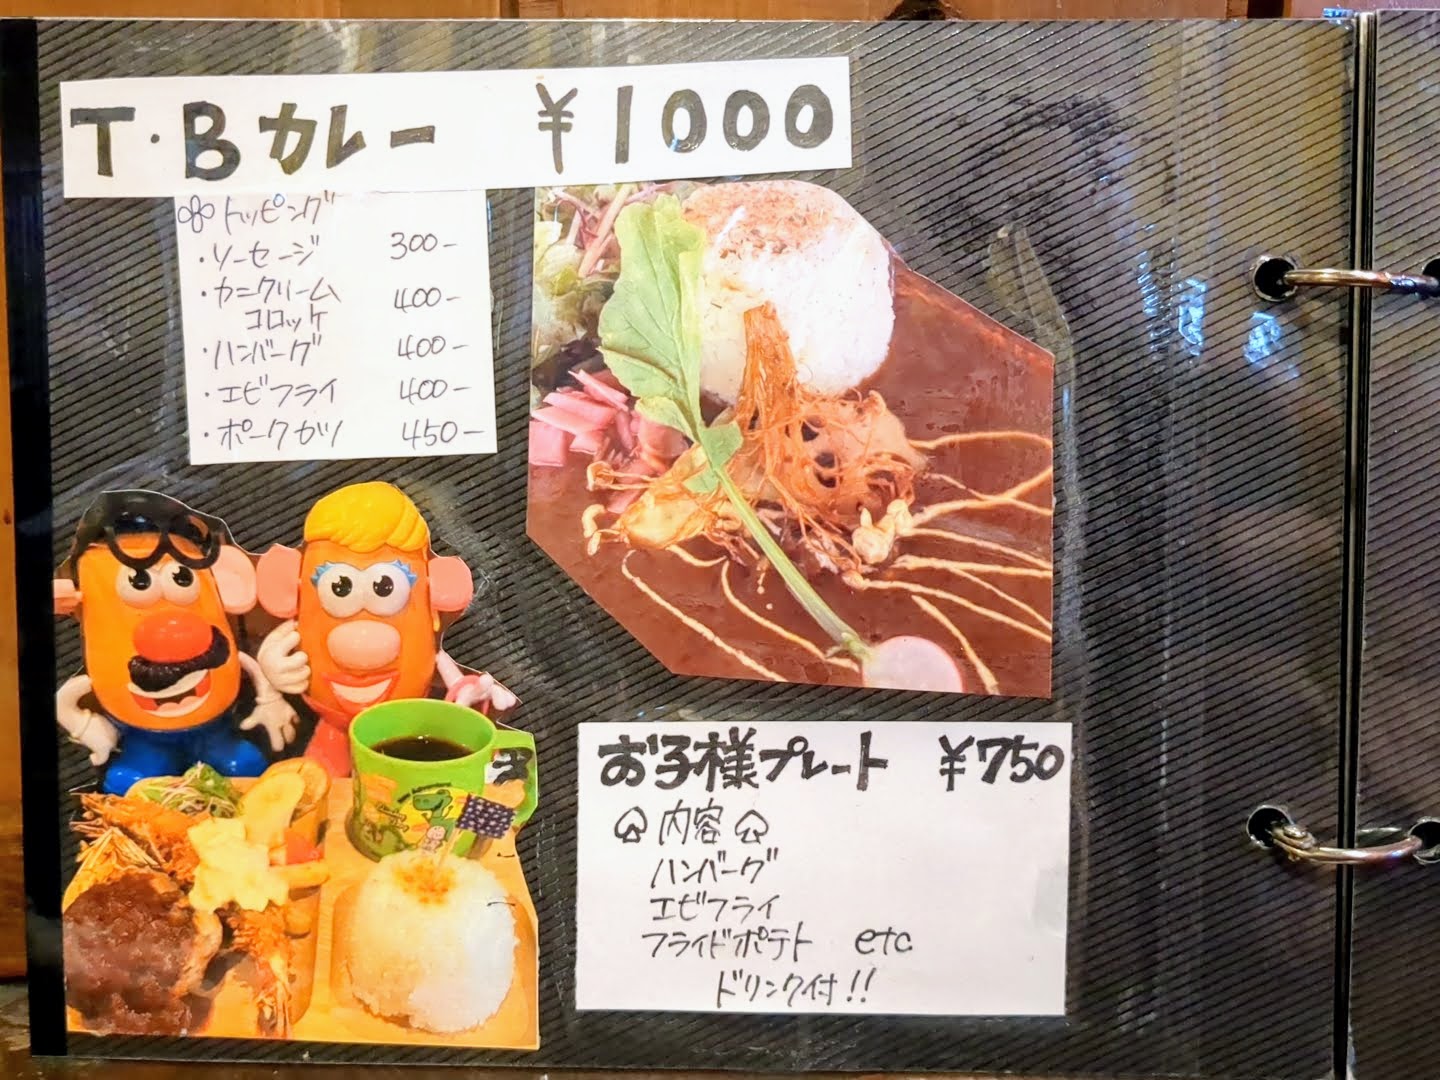 T・Bカレー ¥1000
トッピング
・ソーセージ 300-
・カニクリーム
コロッケ 400-
・ハンバーグ 400-
・エビフライ 400-
・ポークカツ 450-
お子様プレート ¥750
♤内容♤
ハンバーグ
エビフライ
フライドポテト etc
ドリンク付!!